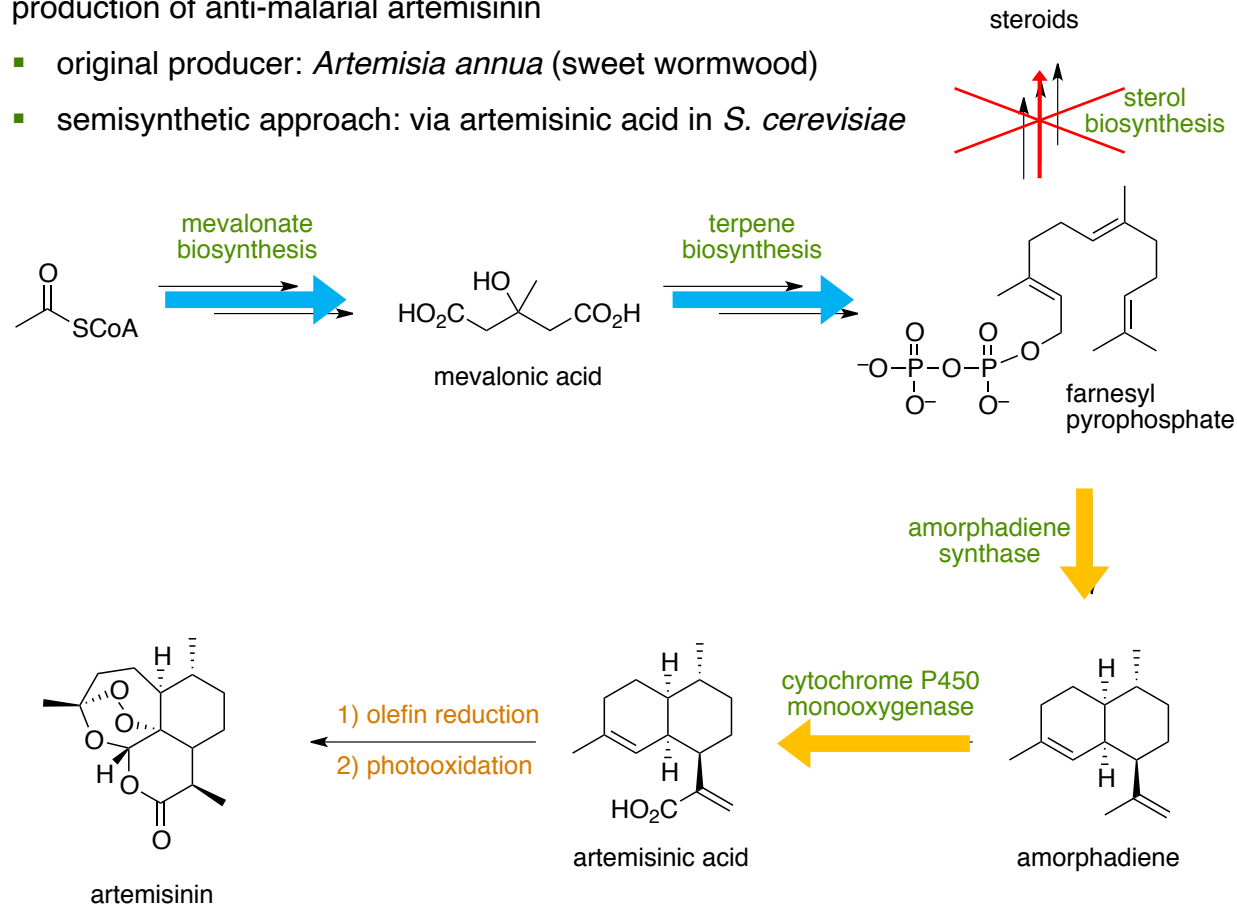 production of anti-malarial artemisinin
steroids
▪ original producer: Artemisia annua (sweet wormwood)
▪ semisynthetic approach: via artemisinic acid in S. cerevisiae
sterol
biosynthesis
mevalonate
biosynthesis
terpene
biosynthesis
O
SCoA
HO
HO₂C
CO₂H
mevalonic acid
O
O
⁻O
P
O
P
O
O⁻
O⁻
farnesyl
pyrophosphate
amorphadiene
synthase
H
O
O
O
H
O
O
artemisinin
1) olefin reduction
2) photooxidation
H
H
HO₂C
artemisinic acid
cytochrome P450
monooxygenase
H
H
amorphadiene